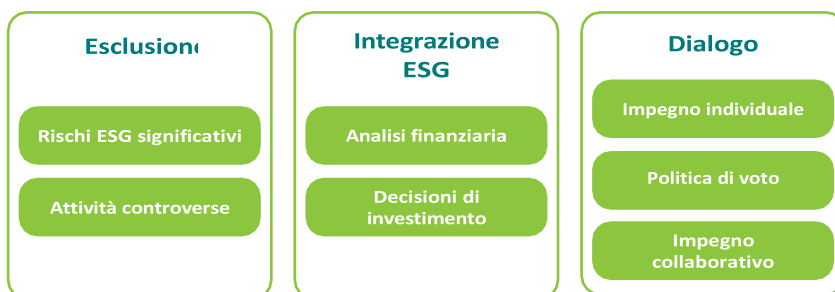 Esclusione
Rischi ESG significativi
Attività controverse
Integrazione
ESG
Analisi finanziaria
Decisioni di
investimento
Dialogo
Impegno individuale
Politica di voto
Impegno
collaborativo